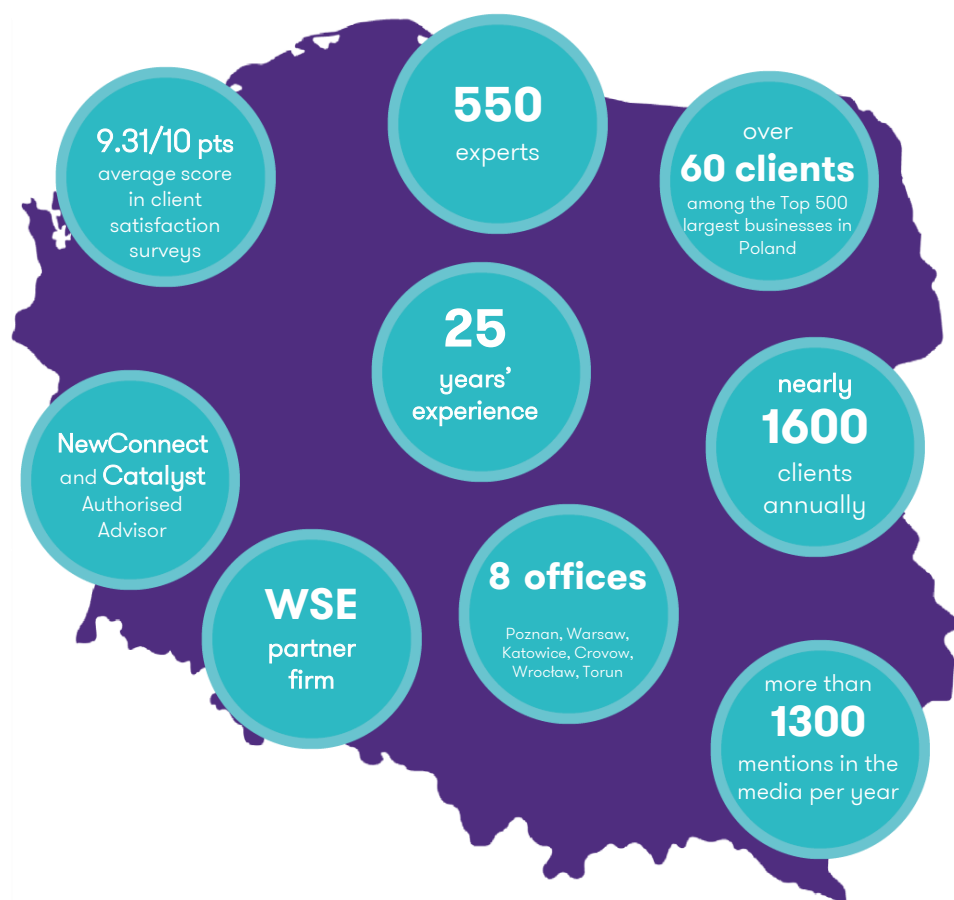 550
experts
9.31/10 pts
average score
in client
satisfaction
surveys
over
60 clients
among the Top 500
largest businesses in
Poland
25
years’
experience
nearly
1600
clients
annually
NewConnect
and Catalyst
Authorised
Advisor
WSE
partner
firm
8 offices
Poznan, Warsaw,
Katowice, Crovow,
Wrocław, Torun
more than
1300
mentions in the
media per year